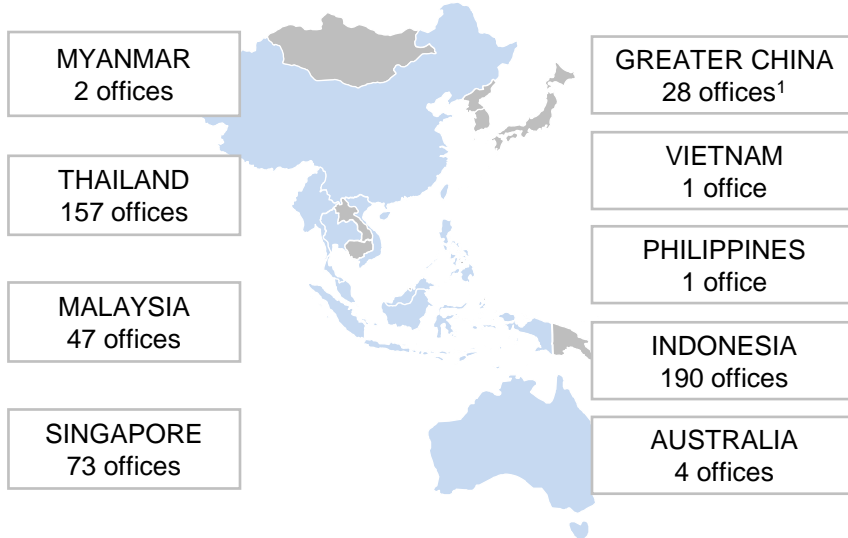 MYANMAR
2 offices
THAILAND
157 offices
MALAYSIA
47 offices
SINGAPORE
73 offices
GREATER CHINA
28 offices¹
VIETNAM
1 office
PHILIPPINES
1 office
INDONESIA
190 offices
AUSTRALIA
4 offices